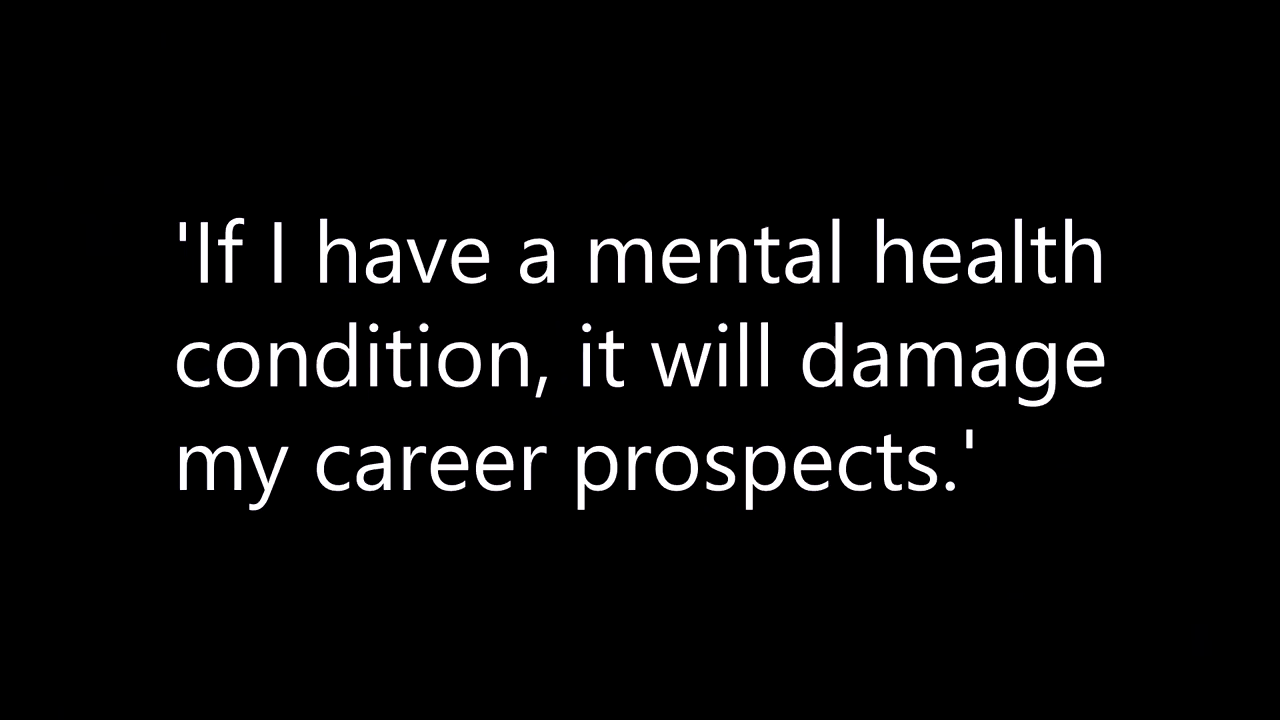 'If I have a mental health
condition, it will damage
my career prospects.'